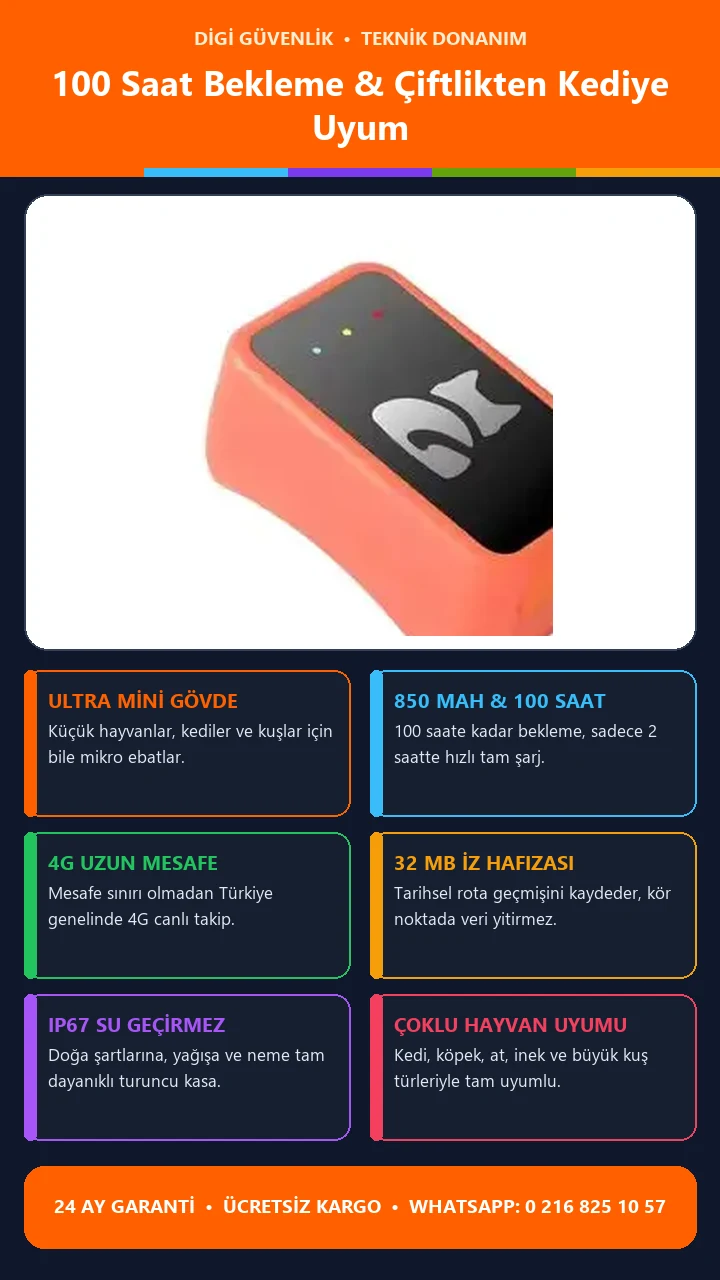 DİGİ GÜVENLİK • TEKNİK DONANIM
100 Saat Bekleme & Çiftlikten Kediye
Uyum
ULTRA MİNİ GÖVDE
Küçük hayvanlar, kediler ve kuşlar için
bile mikro ebatlar.
850 MAH & 100 SAAT
100 saate kadar bekleme, sadece 2
saatte hızlı tam şarj.
4G UZUN MESAFE
Mesafe sınırı olmadan Türkiye
genelinde 4G canlı takip.
32 MB İZ HAFIZASI
Tarihsel rota geçmişini kaydeder, kör
noktada veri yitirmez.
IP67 SU GEÇİRMEZ
Doğa şartlarına, yağışa ve neme tam
dayanıklı turuncu kasa.
ÇOKLU HAYVAN UYUMU
Kedi, köpek, at, inek ve büyük kuş
türleriyle tam uyumlu.
24 AY GARANTİ • ÜCRETSİZ KARGO • WHATSAPP: 0 216 825 10 57